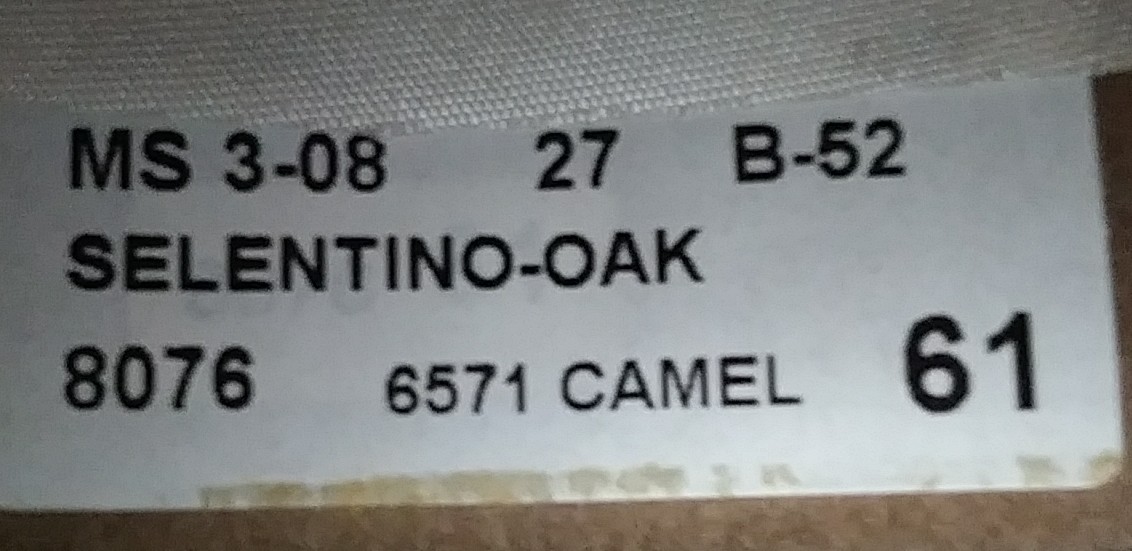 MS 3-08 27 B-52
SELENTINO-OAK
8076 6571 CAMEL 61